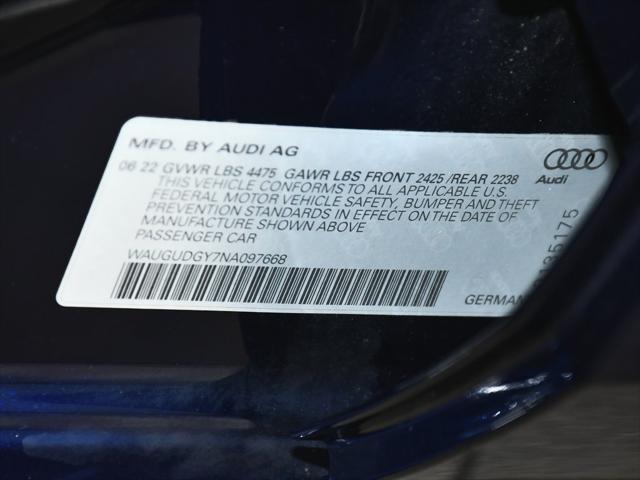 MFD. BY AUDI AG
06 22 GVWR LBS 4475 GAWR LBS FRONT 2425 /REAR 2238
THIS VEHICLE CONFORMS TO ALL APPLICABLE U.S.
FEDERAL MOTOR VEHICLE SAFETY, BUMPER AND THEFT
PREVENTION STANDARDS IN EFFECT ON THE DATE OF
MANUFACTURE SHOWN ABOVE
PASSENGER CAR
WAUGUDGY7NA097668
Audi
GERMAN